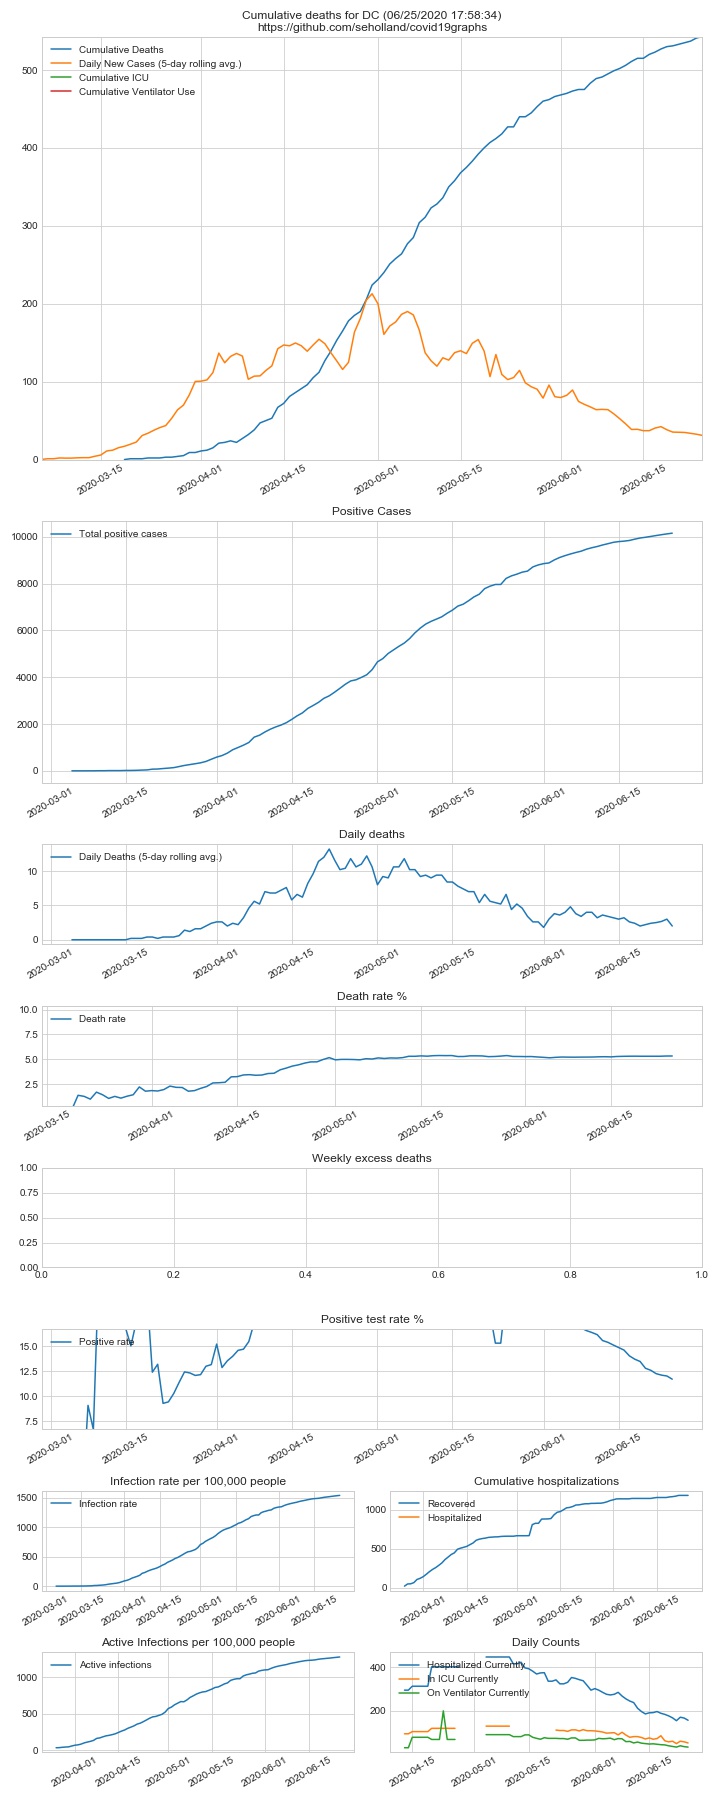 Cumulative deaths for DC (06/25/2020 17:58:34)
https://github.com/seholland/covid19graphs
Cumulative Deaths
Daily New Cases (5-day rolling avg.)
Cumulative ICU
Cumulative Ventilator Use
500
400
300
200
100
0
2020-03-15 2020-04-01 2020-04-15 2020-05-01 2020-05-15 2020-06-01 2020-06-15
Positive Cases
Total positive cases
10000
8000
6000
4000
2000
0
2020-03-01 2020-03-15 2020-04-01 2020-04-15 2020-05-01 2020-05-15 2020-06-01 2020-06-15
Daily deaths
Daily Deaths (5-day rolling avg.)
10
5
0
2020-03-01 2020-03-15 2020-04-01 2020-04-15 2020-05-01 2020-05-15 2020-06-01 2020-06-15
Death rate %
Death rate
10.0
7.5
5.0
2.5
2020-03-15 2020-04-01 2020-04-15 2020-05-01 2020-05-15 2020-06-01 2020-06-15
Weekly excess deaths
1.00
0.75
0.50
0.25
0.00
0.0 0.2 0.4 0.6 0.8 1.0
Positive test rate %
Positive rate
15.0
12.5
10.0
7.5
2020-03-01 2020-03-15 2020-04-01 2020-04-15 2020-05-01 2020-05-15 2020-06-01 2020-06-15
Infection rate per 100,000 people
Infection rate
1500
1000
500
0
2020-03-01 2020-03-15 2020-04-01 2020-04-15 2020-05-01 2020-05-15 2020-06-01 2020-06-15
Cumulative hospitalizations
Recovered
Hospitalized
1000
500
0
2020-04-01 2020-04-15 2020-05-01 2020-05-15 2020-06-01 2020-06-15
Active Infections per 100,000 people
Active infections
1000
500
0
2020-04-01 2020-04-15 2020-05-01 2020-05-15 2020-06-01 2020-06-15
Daily Counts
Hospitalized Currently
In ICU Currently
On Ventilator Currently
400
200
2020-04-15 2020-05-01 2020-05-15 2020-06-01 2020-06-15